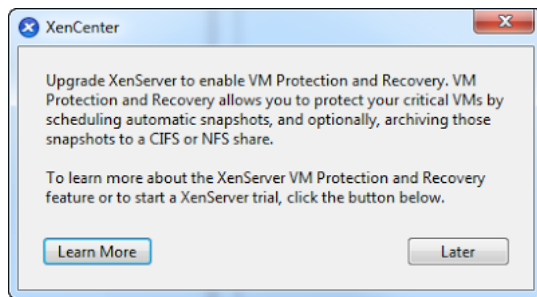 XenCenter
Upgrade XenServer to enable VM Protection and Recovery. VM
Protection and Recovery allows you to protect your critical VMs by
scheduling automatic snapshots, and optionally, archiving those
snapshots to a CIFS or NFS share.
To learn more about the XenServer VM Protection and Recovery
feature or to start a XenServer trial, click the button below.
Learn More
Later